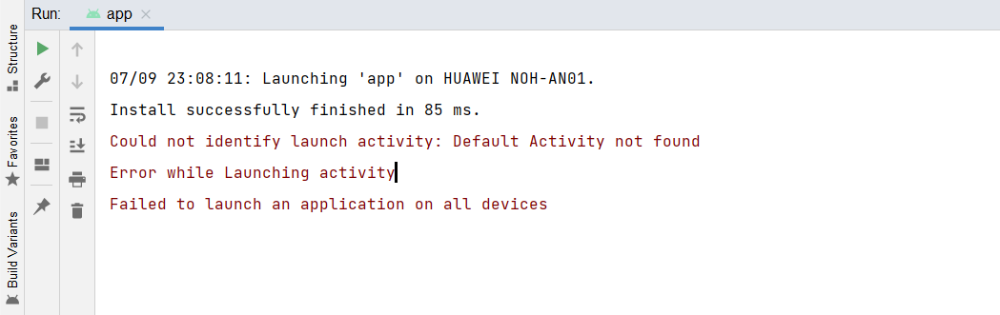 Run: app
Structure
Favorites
Build Variants
07/09 23:08:11: Launching 'app' on HUAWEI NOH-AN01.
Install successfully finished in 85 ms.
Could not identify launch activity: Default Activity not found
Error while Launching activity
Failed to launch an application on all devices